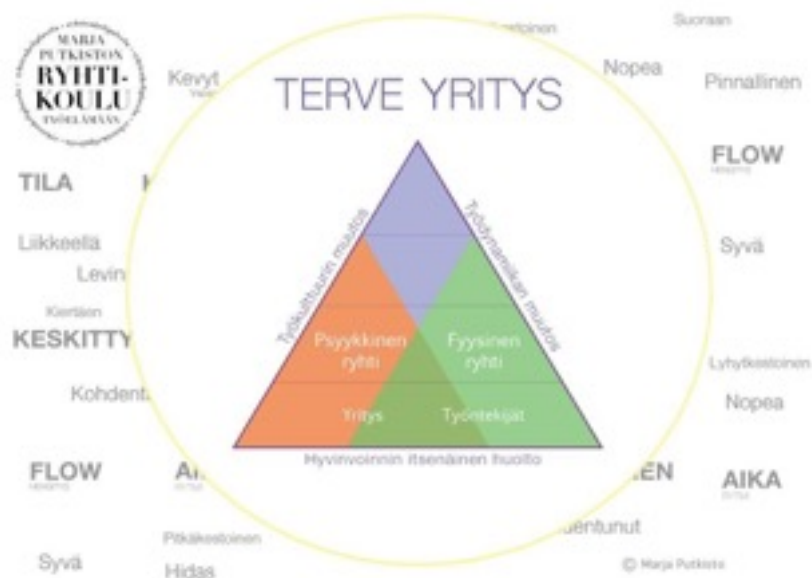 MARJA
PUTKISTON
RYHTI-
KOULU
TYÖELÄMÄÄN
Suoraan
Kevyt
Nopea
Pinnallinen
TERVE YRITYS
FLOW
TILA
Liikkeellä
Levin
Syvä
Kiertäen
KESKITTY
Työkulttuurin muutos
Työdynamiikan muutos
Psyykkinen
ryhti
Fyysinen
ryhti
Lyhytkestoinen
Kohdenta
Nopea
Yritys
Työntekijät
Hyvinvoinnin itsenäinen huolto
FLOW
AIKA
Pitkäkestoinen
Syvä
Hidas
© Marja Putkisto